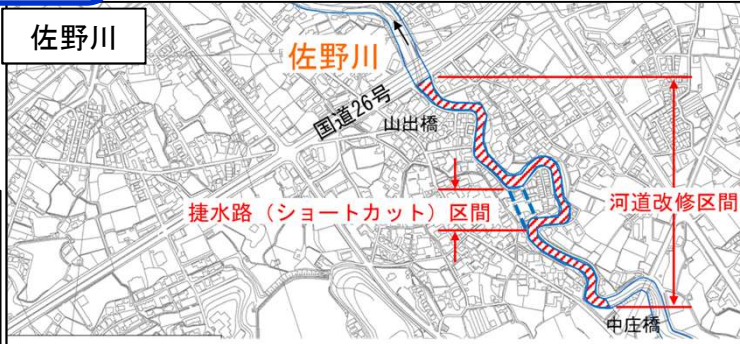 佐野川
佐野川
国道26号
山出橋
捷水路（ショートカット）区間
河道改修区間
中庄橋